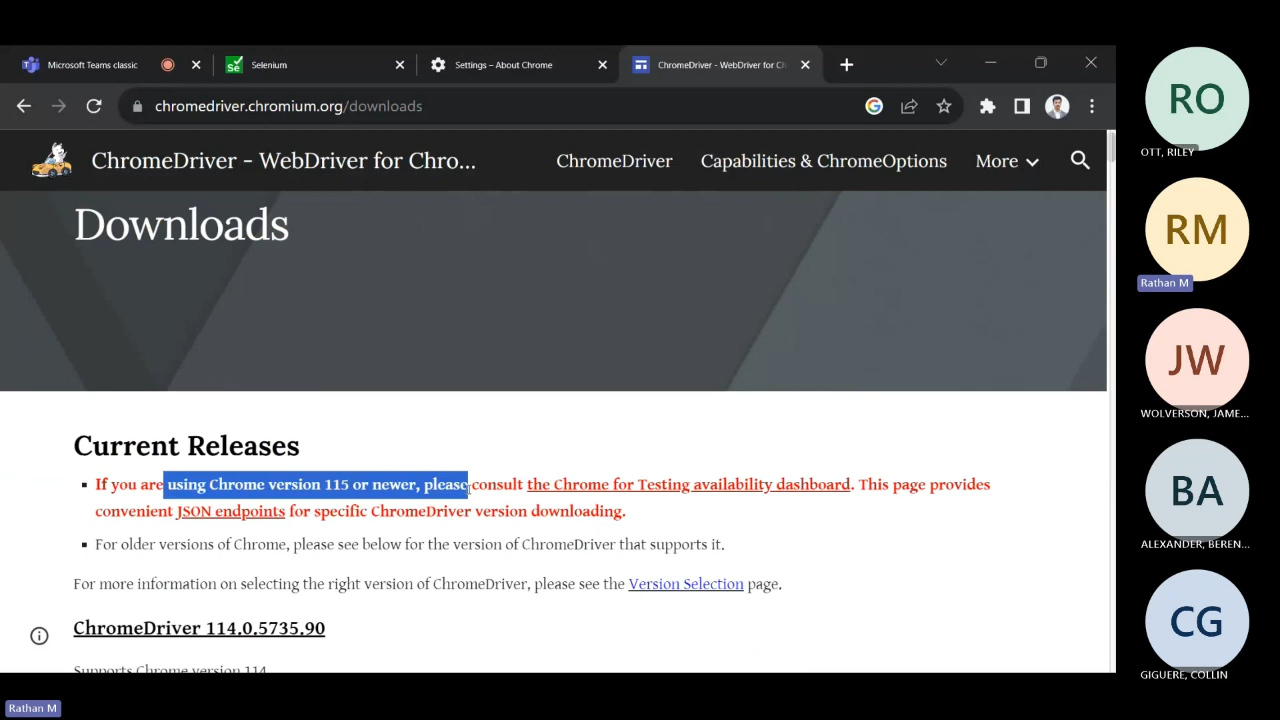 Microsoft Teams classic
Selenium
Settings – About Chrome
ChromeDriver - WebDriver for Ch
chromedriver.chromium.org/downloads
ChromeDriver - WebDriver for Chro...
ChromeDriver
Capabilities & ChromeOptions
More
Downloads
Current Releases
If you are using Chrome version 115 or newer, please consult the Chrome for Testing availability dashboard. This page provides
convenient JSON endpoints for specific ChromeDriver version downloading.
For older versions of Chrome, please see below for the version of ChromeDriver that supports it.
For more information on selecting the right version of ChromeDriver, please see the Version Selection page.
ChromeDriver 114.0.5735.90
Supports Chrome version 114
RO
OTT, RILEY
RM
Rathan M
JW
WOLVERSON, JAME...
BA
ALEXANDER, BEREN...
CG
GIGUERE, COLLIN
Rathan M